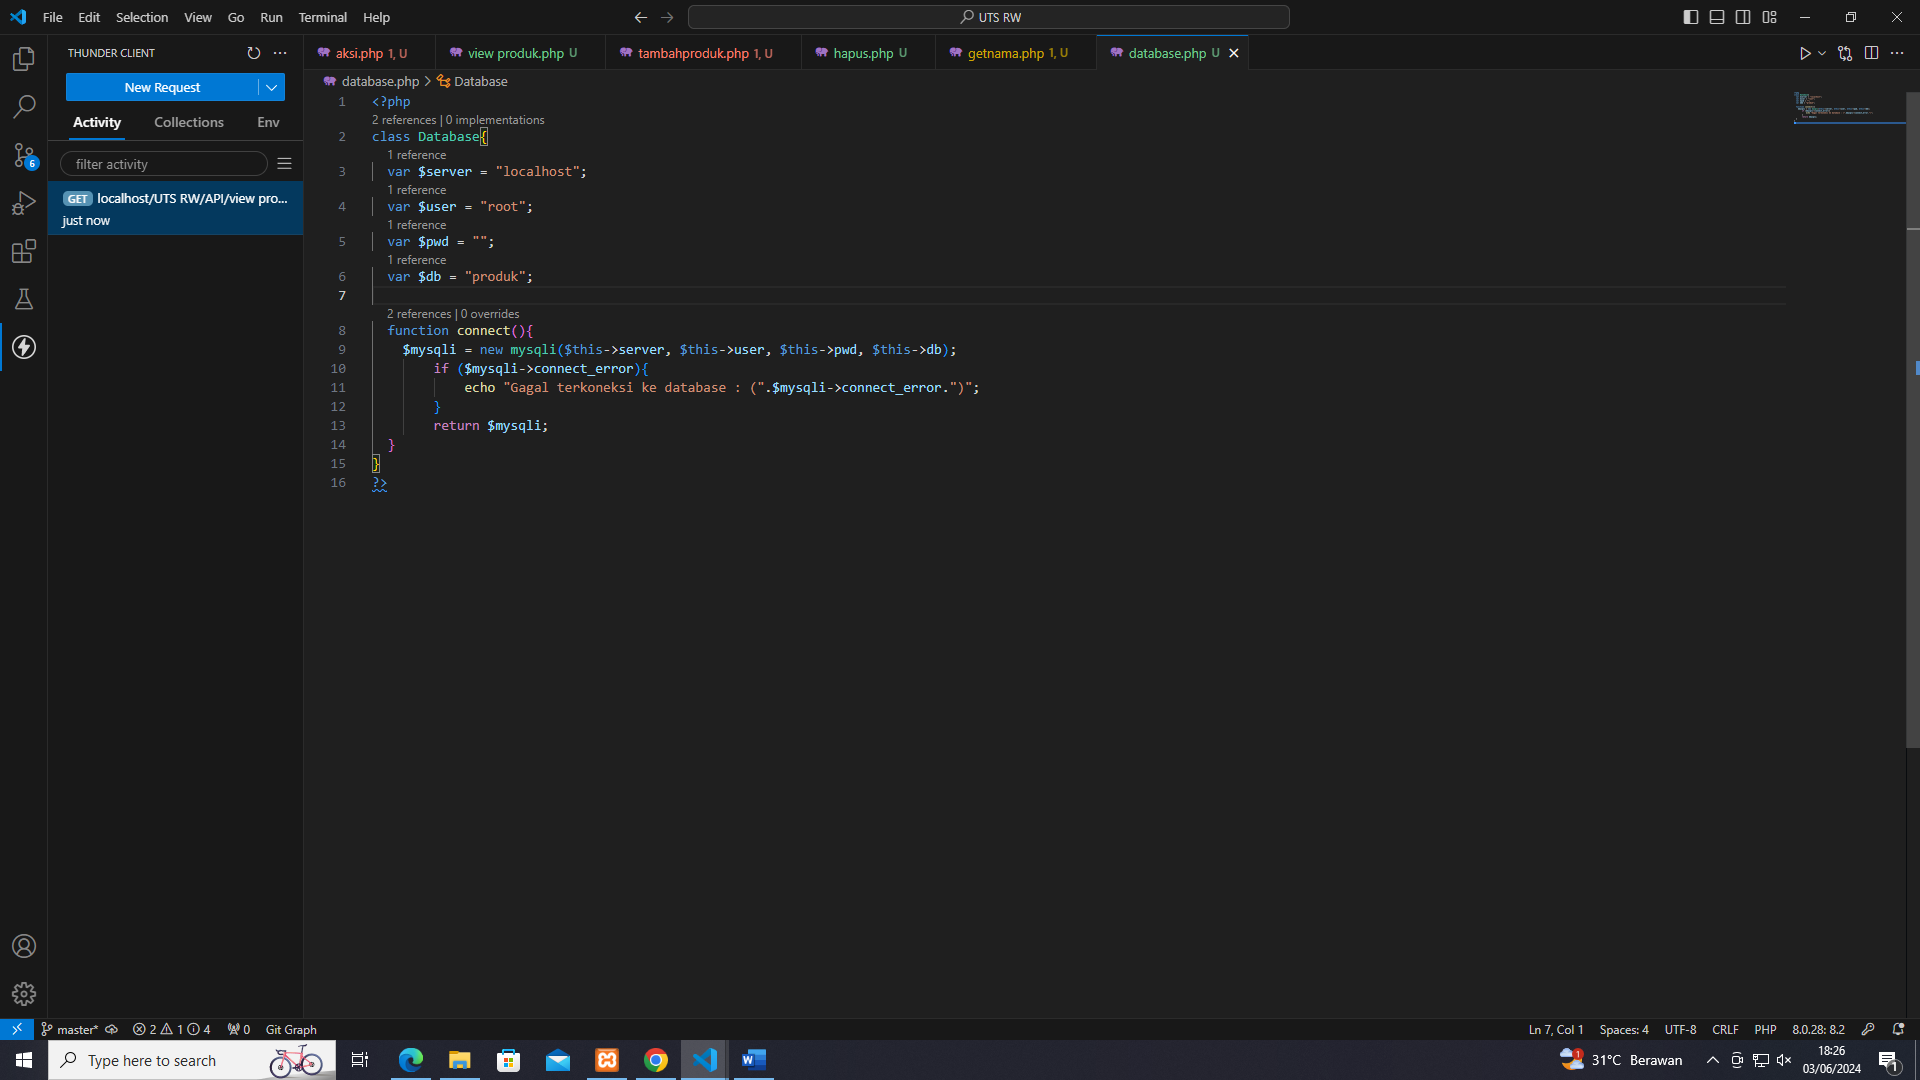 File Edit Selection View Go Run Terminal Help
UTS RW
THUNDER CLIENT
New Request
Activity Collections Env
filter activity
GET localhost/UTS RW/API/view pro...
just now
6
aksi.php 1, U
view produk.php U
tambahproduk.php 1, U
hapus.php U
getnama.php 1, U
database.php U
database.php > Database
1 <?php
2 references | 0 implementations
2 class Database{
1 reference
3 var $server = "localhost";
1 reference
4 var $user = "root";
1 reference
5 var $pwd = "";
1 reference
6 var $db = "produk";
7
2 references | 0 overrides
8 function connect(){
9 $mysqli = new mysqli($this->server, $this->user, $this->pwd, $this->db);
10 if ($mysqli->connect_error){
11 echo "Gagal terkoneksi ke database : (".$mysqli->connect_error.")";
12 }
13 return $mysqli;
14 }
15 }
16 ?>
master* 2 1 4 0 Git Graph
Ln 7, Col 1 Spaces: 4 UTF-8 CRLF PHP 8.0.28: 8.2
Type here to search
1 31°C Berawan
18:26
03/06/2024
1